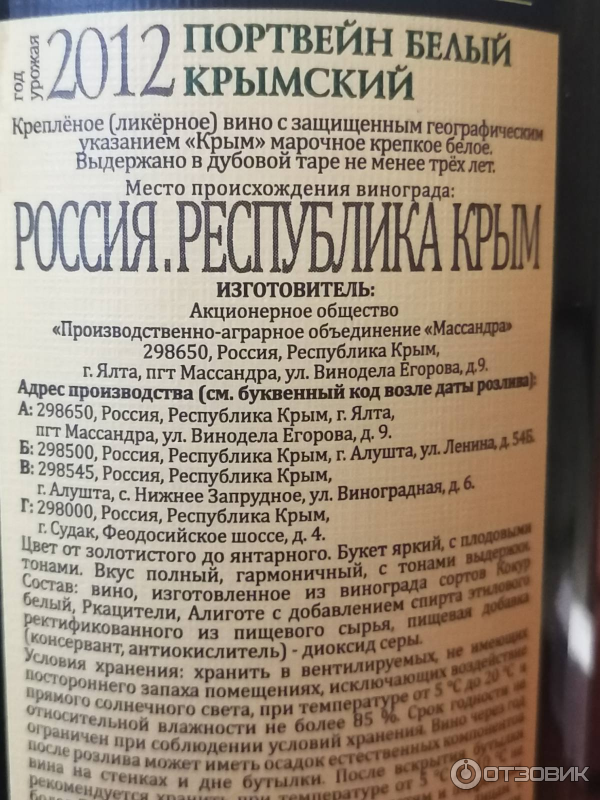 год урожая 2012 ПОРТВЕЙН БЕЛЫЙ
КРЫМСКИЙ
Креплёное (ликёрное) вино с защищенным географическим
указанием «Крым» марочное крепкое белое.
Выдержано в дубовой таре не менее трёх лет.
Место происхождения винограда:
РОССИЯ.РЕСПУБЛИКА КРЫМ
ИЗГОТОВИТЕЛЬ:
Акционерное общество
«Производственно-аграрное объединение «Массандра»
298650, Россия, Республика Крым,
г. Ялта, пгт Массандра, ул. Винодела Егорова, д.9.
Адрес производства (см. буквенный код возле даты розлива):
А: 298650, Россия, Республика Крым, г. Ялта,
пгт Массандра, ул. Винодела Егорова, д. 9.
Б: 298500, Россия, Республика Крым, г. Алушта, ул. Ленина, д. 54Б.
В: 298545, Россия, Республика Крым,
г. Алушта, с. Нижнее Запрудное, ул. Виноградная, д. 6.
Г: 298000, Россия, Республика Крым,
г. Судак, Феодосийское шоссе, д. 4.
Цвет от золотистого до янтарного. Букет яркий, с плодовыми
тонами. Вкус полный, гармоничный, с тонами выдержки.
Состав: вино, изготовленное из винограда сортов Кокур
белый, Ркацители, Алиготе с добавлением спирта этилового
ректификованного из пищевого сырья, пищевая добавка
(консервант, антиокислитель) - диоксид серы.
Условия хранения: хранить в вентилируемых, не имеющих
постороннего запаха помещениях, исключающих воздействие
прямого солнечного света, при температуре от 5 °С до 20 °С и
относительной влажности не более 85 %. Срок годности не
ограничен при соблюдении условий хранения. Вино через год
после розлива может иметь осадок естественных компонентов
вина на стенках и дне бутылки. После вскрытия
рекомендуется хранить при температуре от 5 °С
ОТЗОВИК